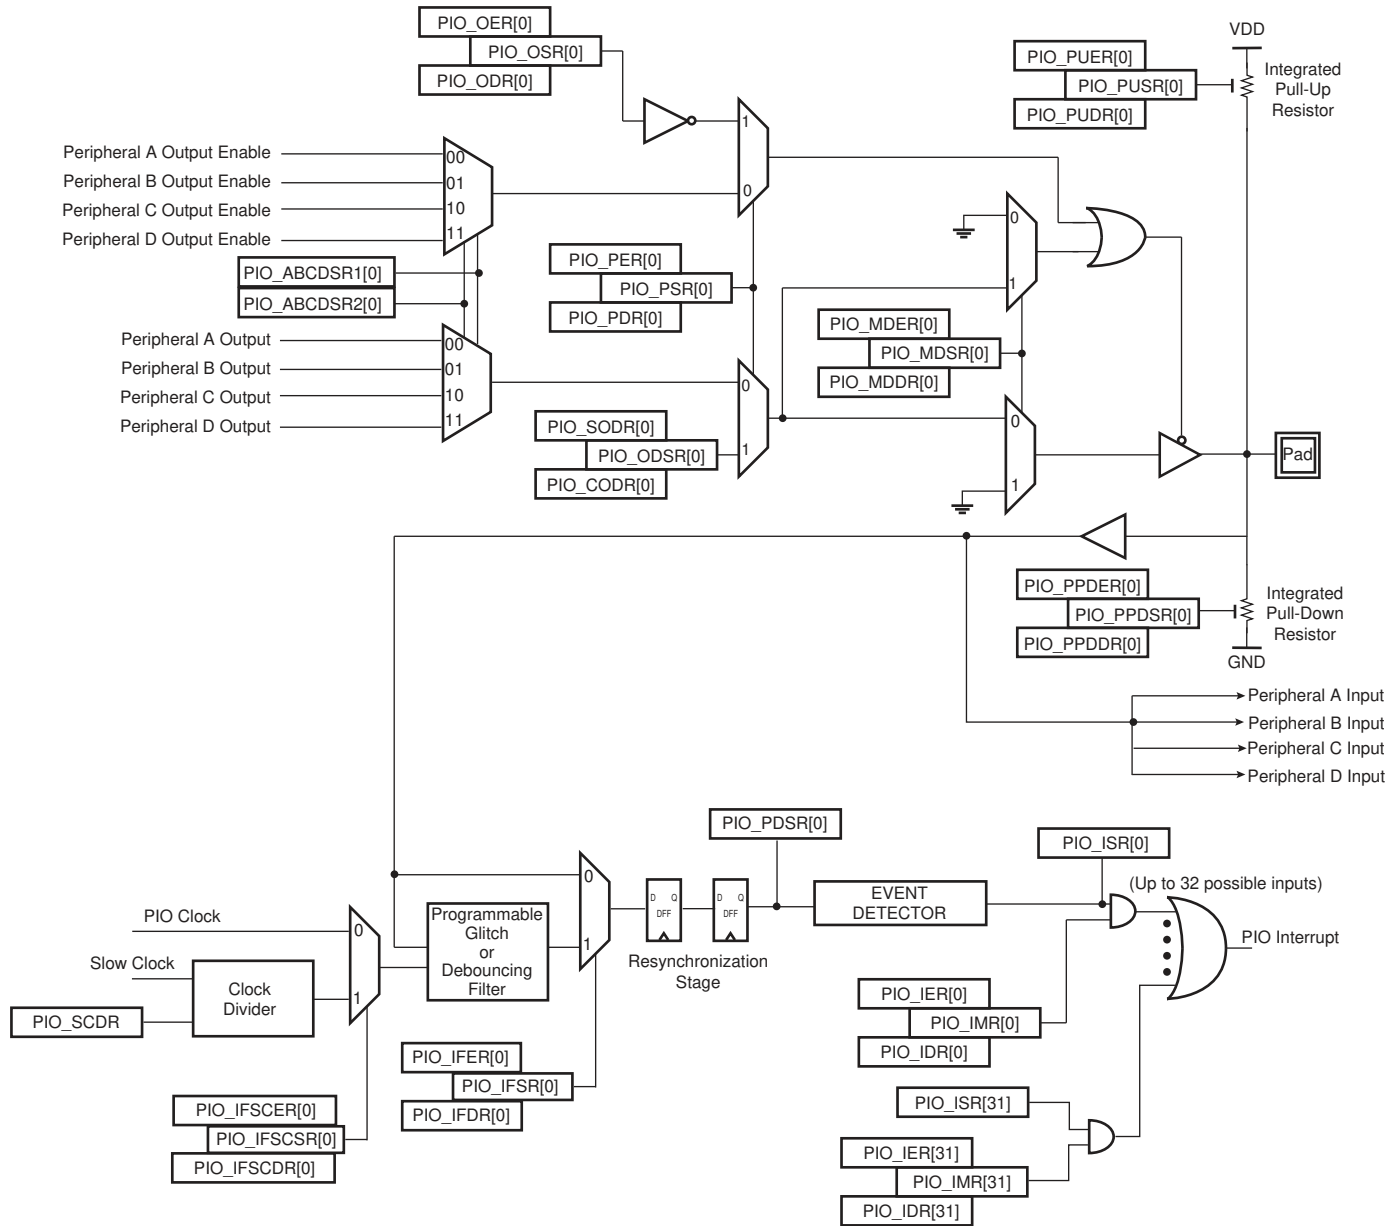 PIO_OER[0]
PIO_OSR[0]
PIO_ODR[0]
VDD
PIO_PUER[0]
PIO_PUSR[0]
PIO_PUDR[0]
Integrated
Pull-Up
Resistor
1
0
Peripheral A Output Enable
Peripheral B Output Enable
Peripheral C Output Enable
Peripheral D Output Enable
00
01
10
11
PIO_ABCDSR1[0]
PIO_ABCDSR2[0]
PIO_PER[0]
PIO_PSR[0]
PIO_PDR[0]
0
1
PIO_MDER[0]
PIO_MDSR[0]
PIO_MDDR[0]
Peripheral A Output
Peripheral B Output
Peripheral C Output
Peripheral D Output
00
01
10
11
0
1
PIO_SODR[0]
PIO_ODSR[0]
PIO_CODR[0]
0
1
Pad
PIO_PPDER[0]
PIO_PPDSR[0]
PIO_PPDDR[0]
Integrated
Pull-Down
Resistor
GND
Peripheral A Input
Peripheral B Input
Peripheral C Input
Peripheral D Input
PIO_PDSR[0]
PIO_ISR[0]
(Up to 32 possible inputs)
0
1
D Q
DFF
D Q
DFF
Resynchronization
Stage
EVENT
DETECTOR
PIO Interrupt
PIO Clock
Slow Clock
0
1
Clock
Divider
PIO_SCDR
Programmable
Glitch
or
Debouncing
Filter
PIO_IER[0]
PIO_IMR[0]
PIO_IDR[0]
PIO_IFER[0]
PIO_IFSR[0]
PIO_IFDR[0]
PIO_IFSCER[0]
PIO_IFSCSR[0]
PIO_IFSCDR[0]
PIO_ISR[31]
PIO_IER[31]
PIO_IMR[31]
PIO_IDR[31]